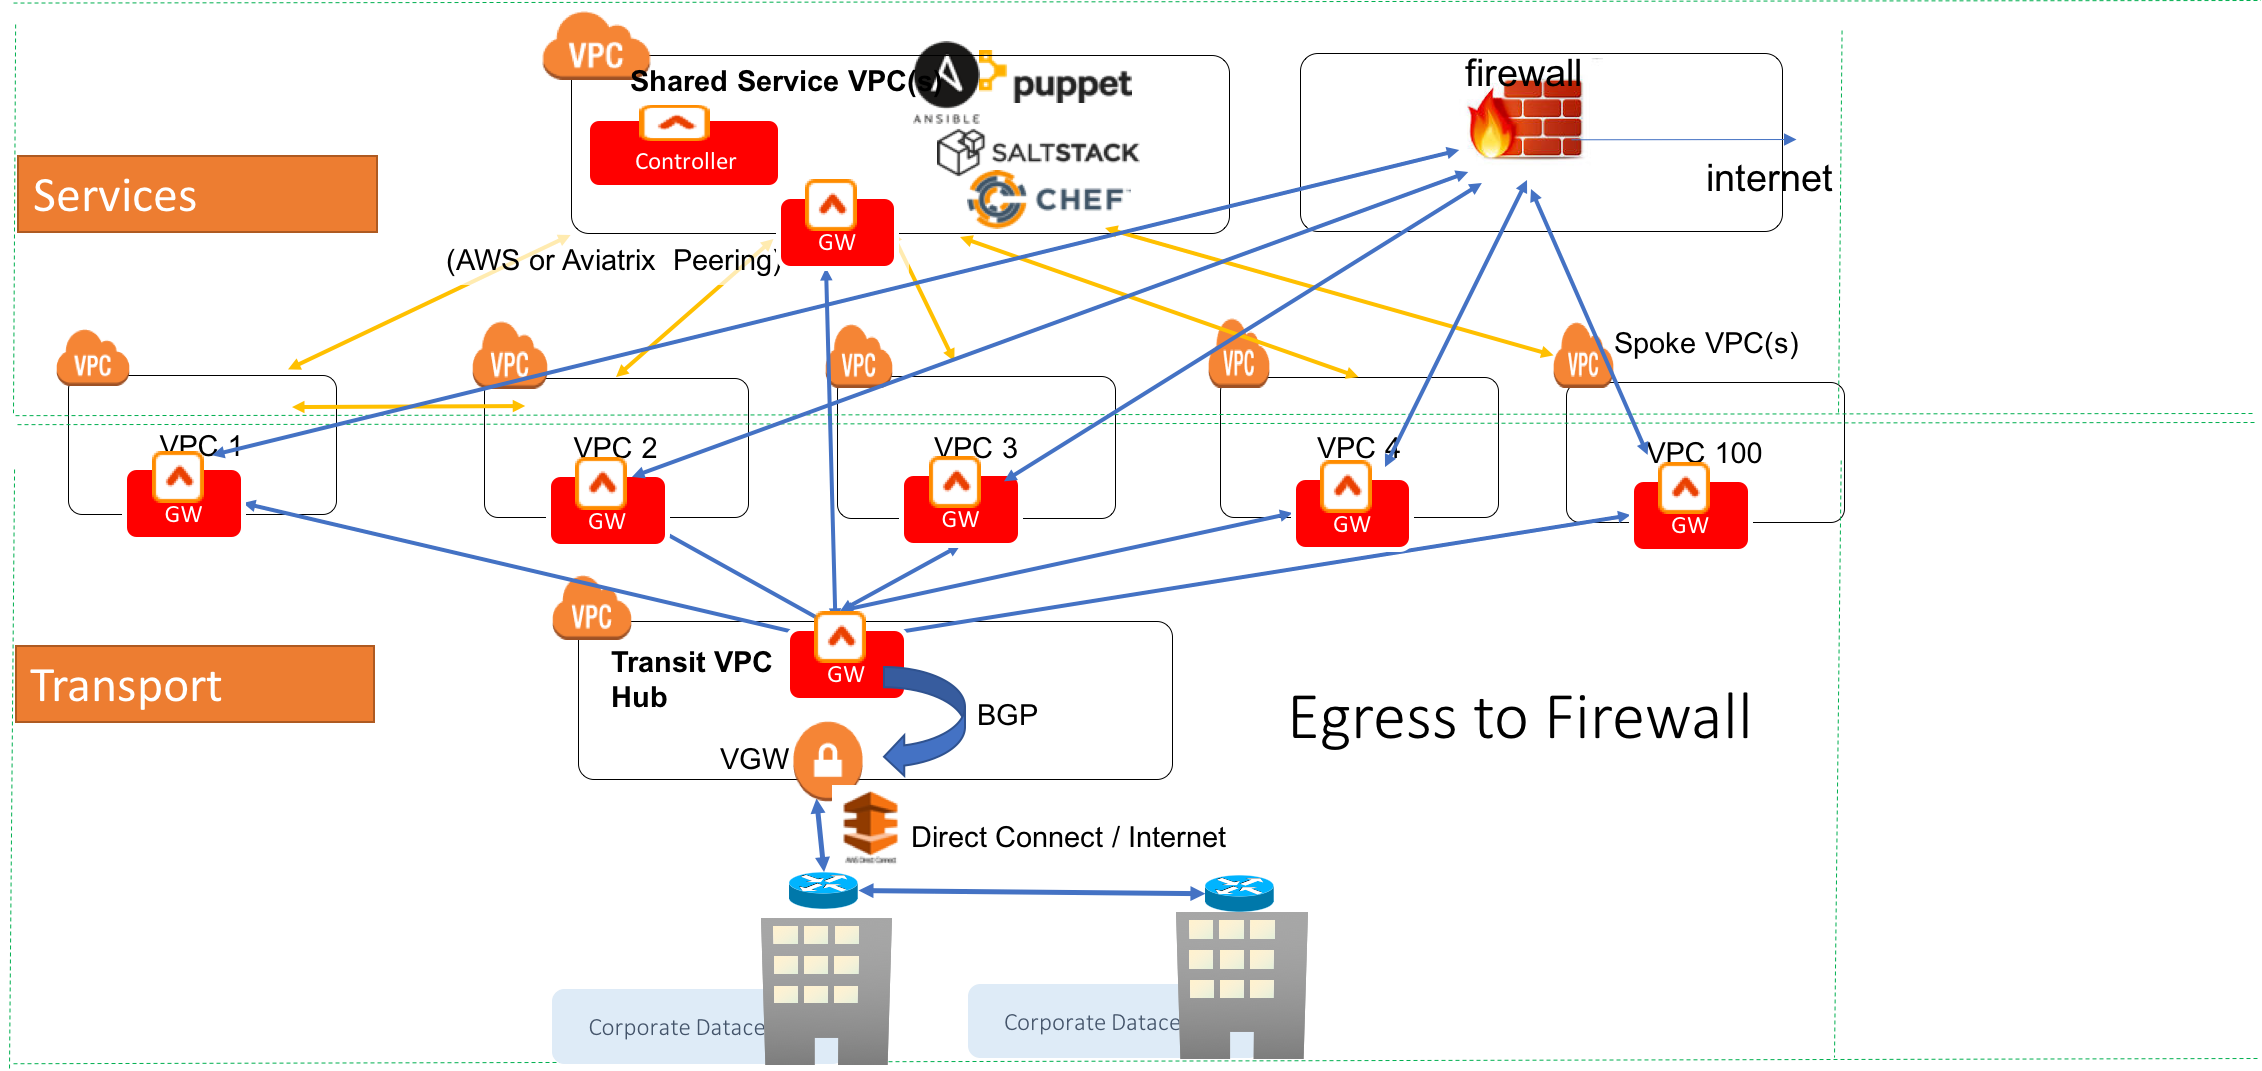 VPC
Shared Service VPC(s)
ANSIBLE
puppet
SALTSTACK
CHEF
Controller
GW
firewall
internet
Services
(AWS or Aviatrix Peering)
VPC
VPC
VPC
VPC
VPC
Spoke VPC(s)
VPC 1
VPC 2
VPC 3
VPC 4
VPC 100
GW
GW
GW
GW
GW
VPC
Transport
Transit VPC
Hub
GW
BGP
VGW
Egress to Firewall
AWS Direct Connect
Direct Connect / Internet
Corporate Datace
Corporate Datace